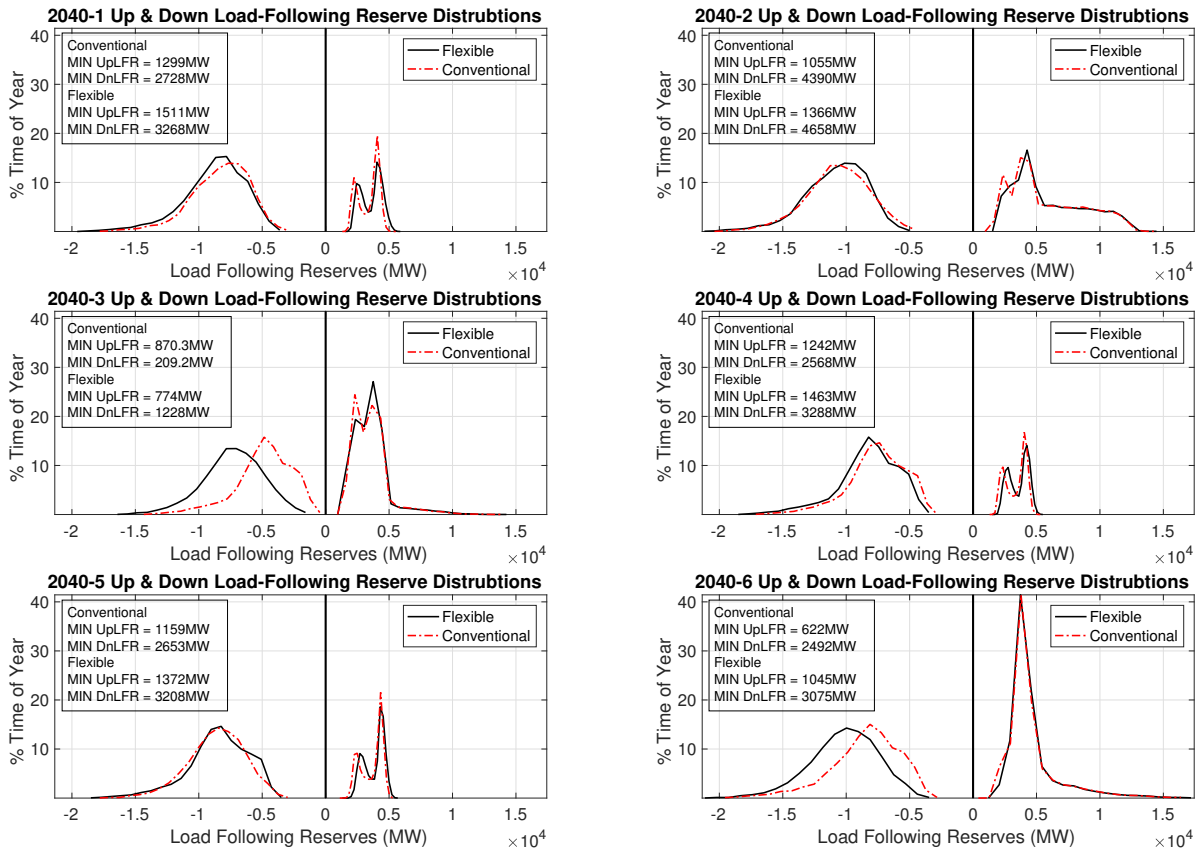 2040-1 Up & Down Load-Following Reserve Distrubtions
Conventional
MIN UpLFR = 1299MW
MIN DnLFR = 2728MW
Flexible
MIN UpLFR = 1511MW
MIN DnLFR = 3268MW
Flexible
Conventional
% Time of Year
40
30
20
10
-2 -1.5 -1 -0.5 0 0.5 1 1.5
Load Following Reserves (MW)
×10^4
2040-2 Up & Down Load-Following Reserve Distrubtions
Conventional
MIN UpLFR = 1055MW
MIN DnLFR = 4390MW
Flexible
MIN UpLFR = 1366MW
MIN DnLFR = 4658MW
Flexible
Conventional
% Time of Year
40
30
20
10
-2 -1.5 -1 -0.5 0 0.5 1 1.5
Load Following Reserves (MW)
×10^4
2040-3 Up & Down Load-Following Reserve Distrubtions
Conventional
MIN UpLFR = 870.3MW
MIN DnLFR = 209.2MW
Flexible
MIN UpLFR = 774MW
MIN DnLFR = 1228MW
Flexible
Conventional
% Time of Year
40
30
20
10
-2 -1.5 -1 -0.5 0 0.5 1 1.5
Load Following Reserves (MW)
×10^4
2040-4 Up & Down Load-Following Reserve Distrubtions
Conventional
MIN UpLFR = 1242MW
MIN DnLFR = 2568MW
Flexible
MIN UpLFR = 1463MW
MIN DnLFR = 3288MW
Flexible
Conventional
% Time of Year
40
30
20
10
-2 -1.5 -1 -0.5 0 0.5 1 1.5
Load Following Reserves (MW)
×10^4
2040-5 Up & Down Load-Following Reserve Distrubtions
Conventional
MIN UpLFR = 1159MW
MIN DnLFR = 2653MW
Flexible
MIN UpLFR = 1372MW
MIN DnLFR = 3208MW
Flexible
Conventional
% Time of Year
40
30
20
10
-2 -1.5 -1 -0.5 0 0.5 1 1.5
Load Following Reserves (MW)
×10^4
2040-6 Up & Down Load-Following Reserve Distrubtions
Conventional
MIN UpLFR = 622MW
MIN DnLFR = 2492MW
Flexible
MIN UpLFR = 1045MW
MIN DnLFR = 3075MW
Flexible
Conventional
% Time of Year
40
30
20
10
-2 -1.5 -1 -0.5 0 0.5 1 1.5
Load Following Reserves (MW)
×10^4